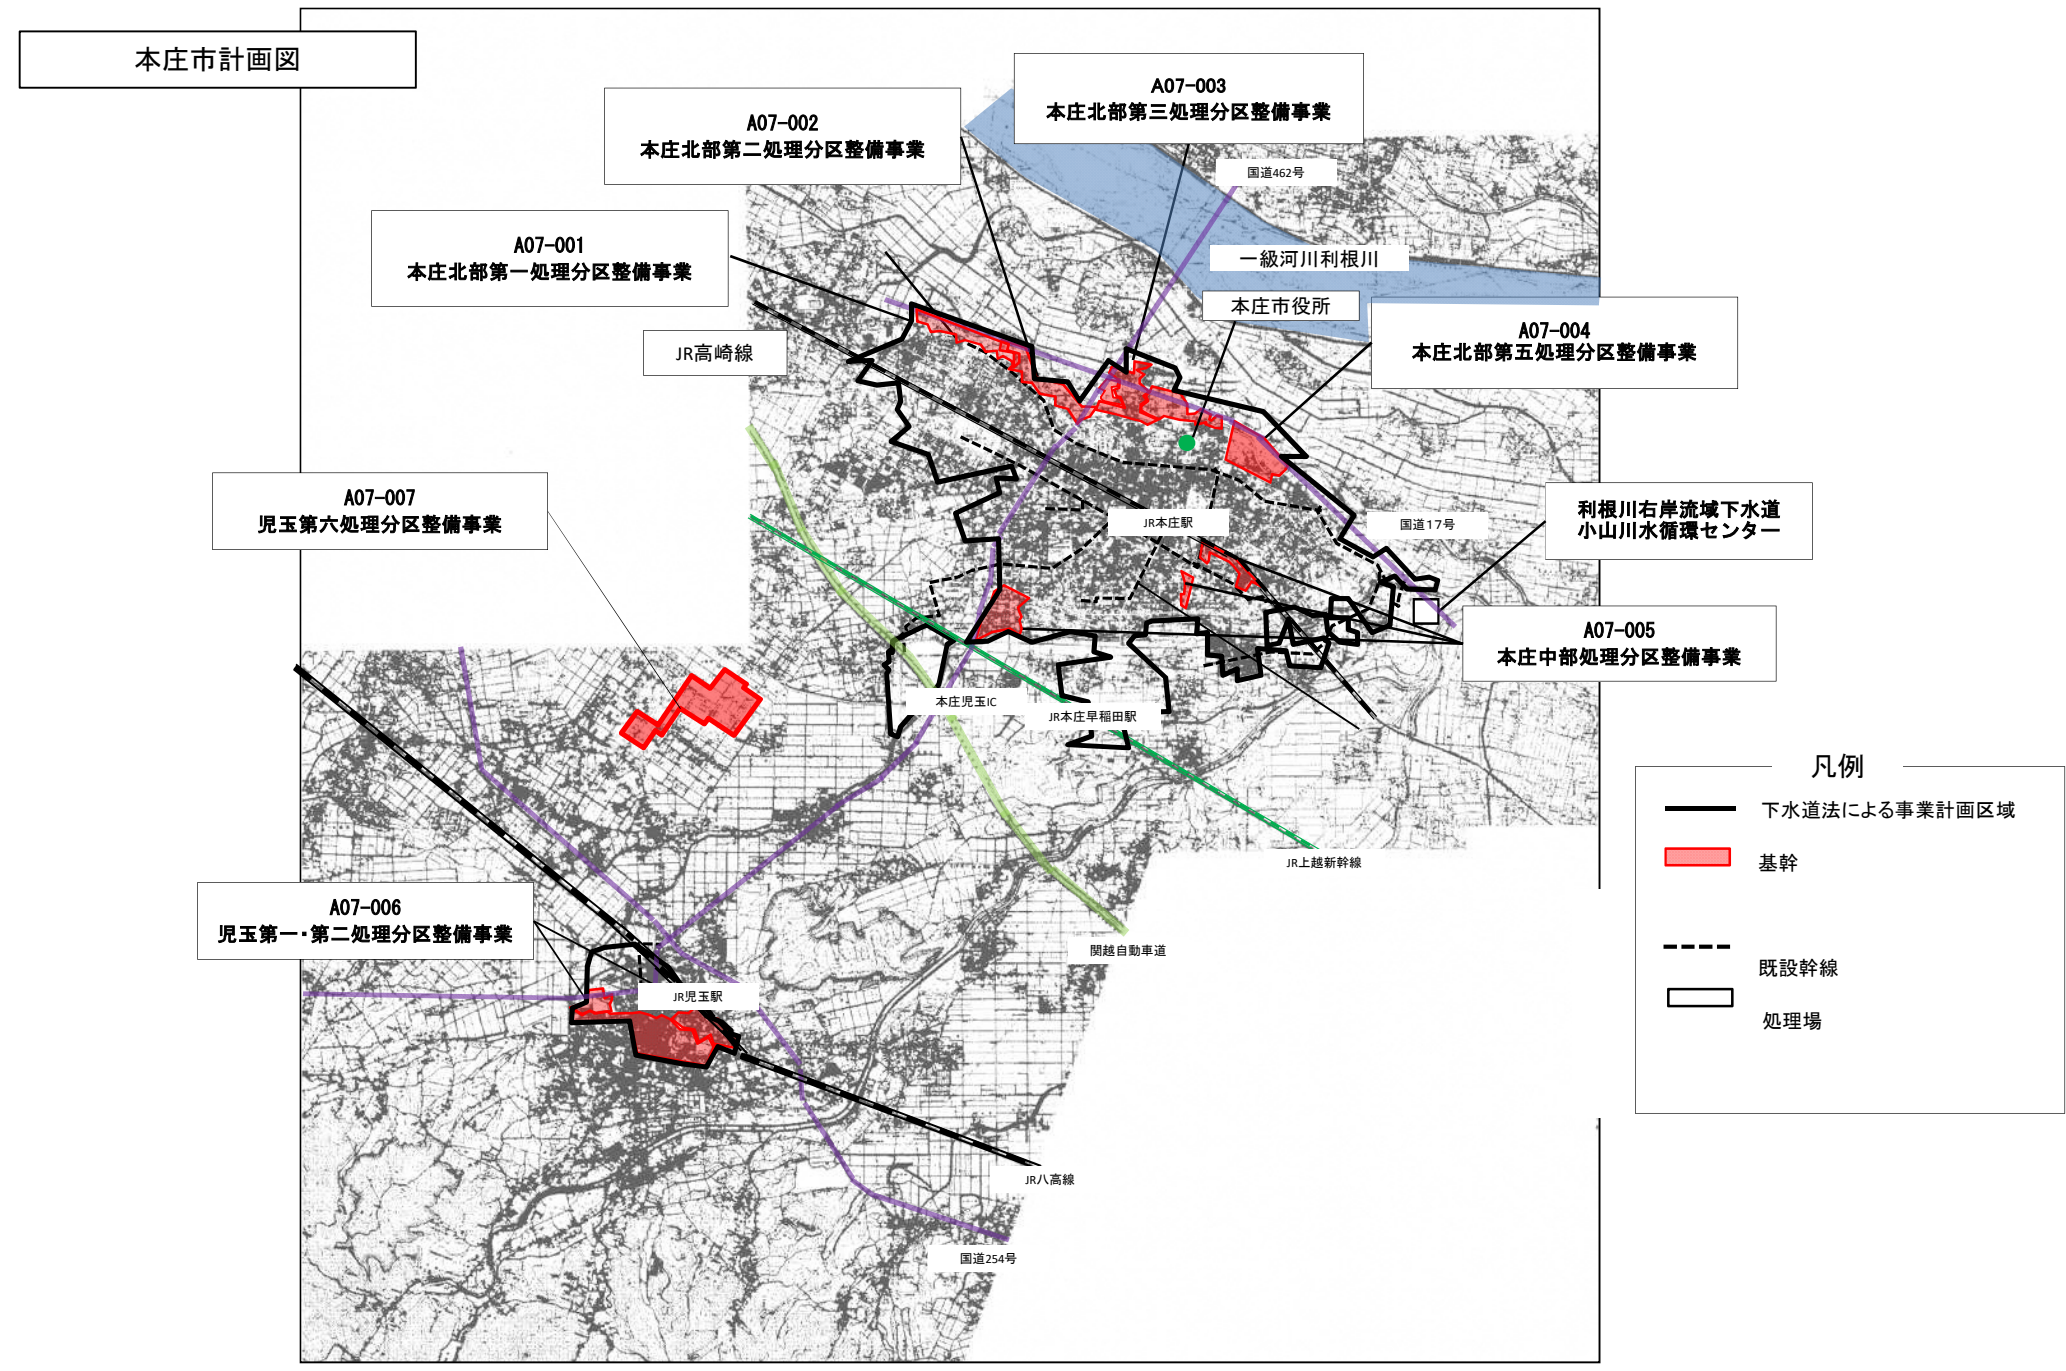 本庄市計画図
A07-003
本庄北部第三処理分区整備事業
A07-002
本庄北部第二処理分区整備事業
国道462号
A07-001
本庄北部第一処理分区整備事業
一級河川利根川
本庄市役所
A07-004
本庄北部第五処理分区整備事業
JR高崎線
A07-007
児玉第六処理分区整備事業
利根川右岸流域下水道
小山川水循環センター
JR本庄駅
国道17号
A07-005
本庄中部処理分区整備事業
本庄児玉IC
JR本庄早稲田駅
凡例
下水道法による事業計画区域
基幹
既設幹線
処理場
JR上越新幹線
A07-006
児玉第一・第二処理分区整備事業
関越自動車道
JR児玉駅
JR八高線
国道254号